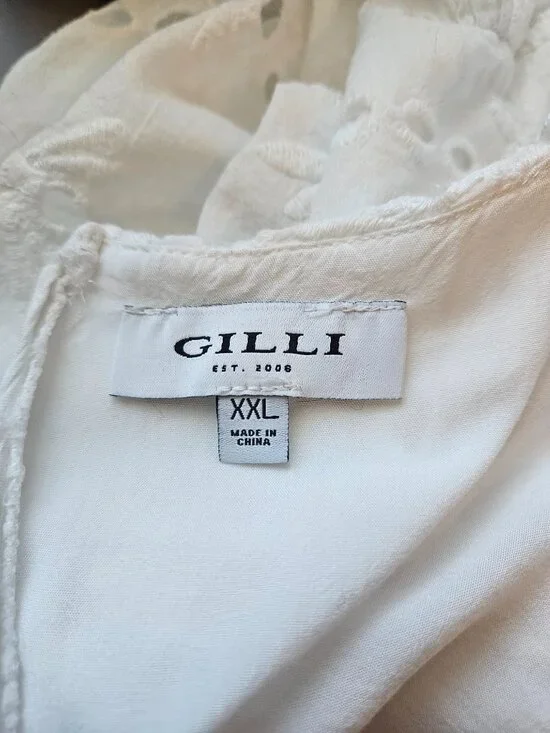 GILLI
EST. 2006
XXL
MADE IN
CHINA